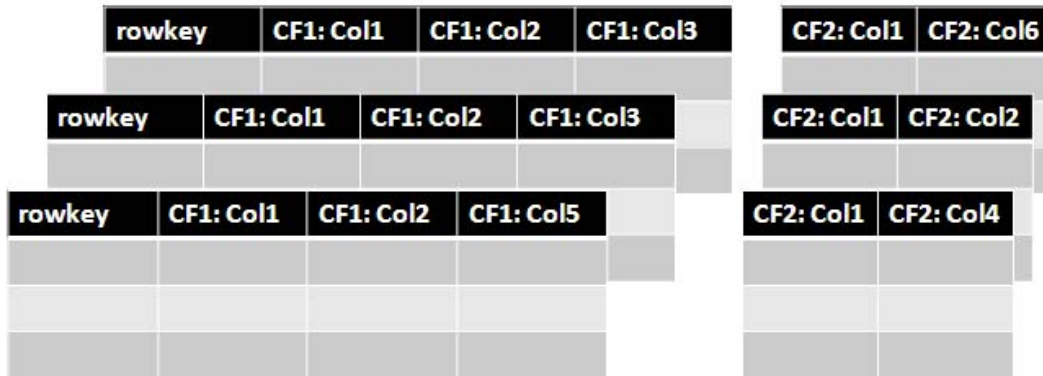 rowkey CF1: Col1 CF1: Col2 CF1: Col3 CF2: Col1 CF2: Col6
rowkey CF1: Col1 CF1: Col2 CF1: Col3 CF2: Col1 CF2: Col2
rowkey CF1: Col1 CF1: Col2 CF1: Col5 CF2: Col1 CF2: Col4